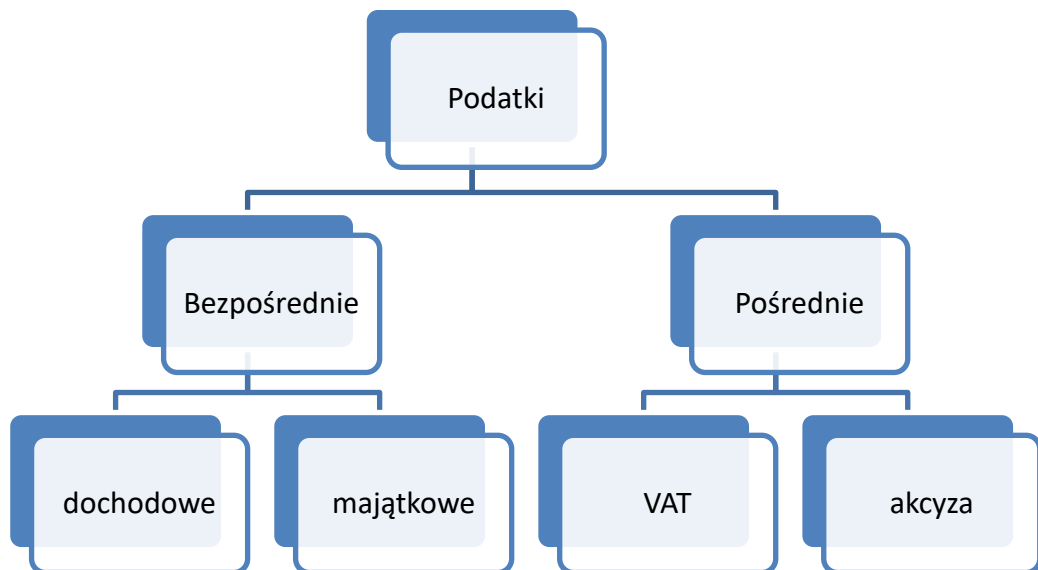 Podatki
Bezpośrednie
Pośrednie
dochodowe
majątkowe
VAT
akcyza